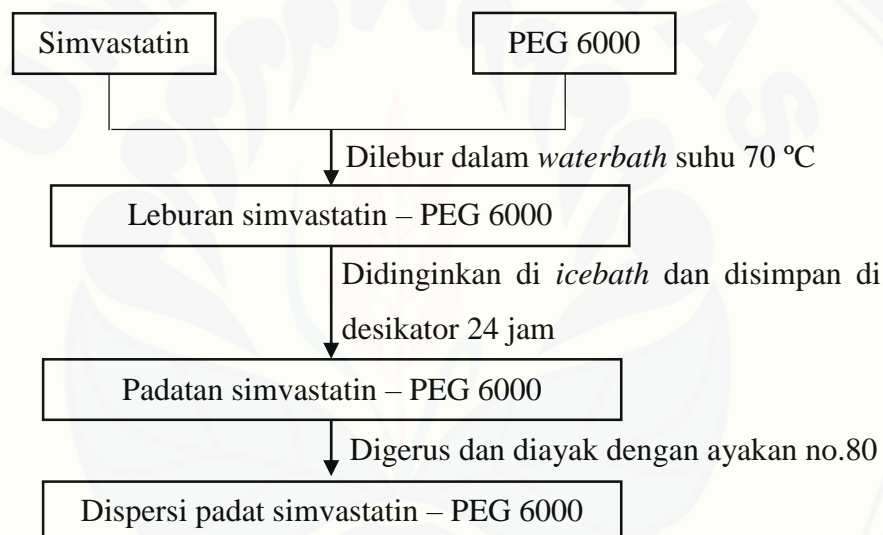 Simvastatin
PEG 6000
Dilebur dalam waterbath suhu 70 ºC
Leburan simvastatin – PEG 6000
Didinginkan di icebath dan disimpan di
desikator 24 jam
Padatan simvastatin – PEG 6000
Digerus dan diayak dengan ayakan no.80
Dispersi padat simvastatin – PEG 6000